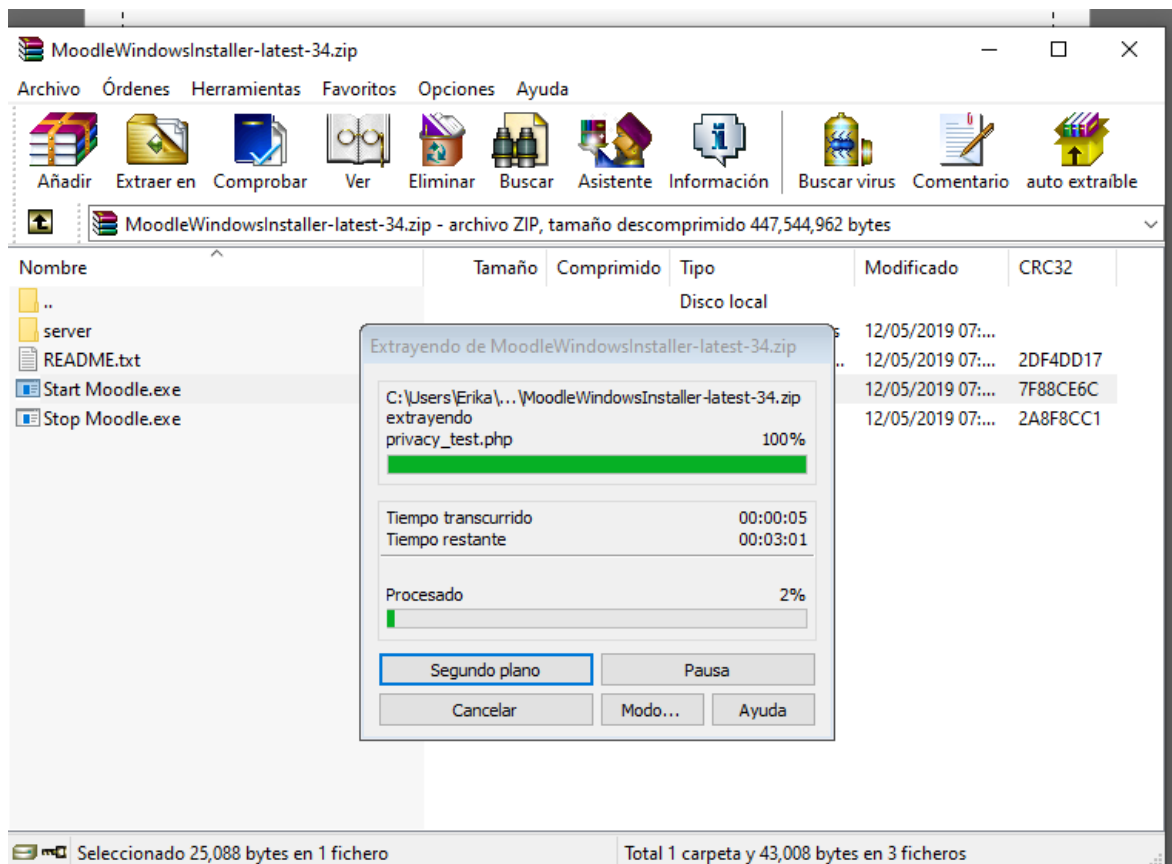 MoodleWindowsInstaller-latest-34.zip
Archivo Órdenes Herramientas Favoritos Opciones Ayuda
Añadir Extraer en Comprobar Ver Eliminar Buscar Asistente Información Buscar virus Comentario auto extraíble
MoodleWindowsInstaller-latest-34.zip - archivo ZIP, tamaño descomprimido 447,544,962 bytes
Nombre Tamaño Comprimido Tipo Modificado CRC32
.. Disco local
server 12/05/2019 07:...
README.txt 12/05/2019 07:... 2DF4DD17
Start Moodle.exe 12/05/2019 07:... 7F88CE6C
Stop Moodle.exe 12/05/2019 07:... 2A8F8CC1
Extrayendo de MoodleWindowsInstaller-latest-34.zip
C:\Users\Erika\...\MoodleWindowsInstaller-latest-34.zip
extrayendo
privacy_test.php 100%
Tiempo transcurrido 00:00:05
Tiempo restante 00:03:01
Procesado 2%
Segundo plano Pausa
Cancelar Modo... Ayuda
Seleccionado 25,088 bytes en 1 fichero Total 1 carpeta y 43,008 bytes en 3 ficheros